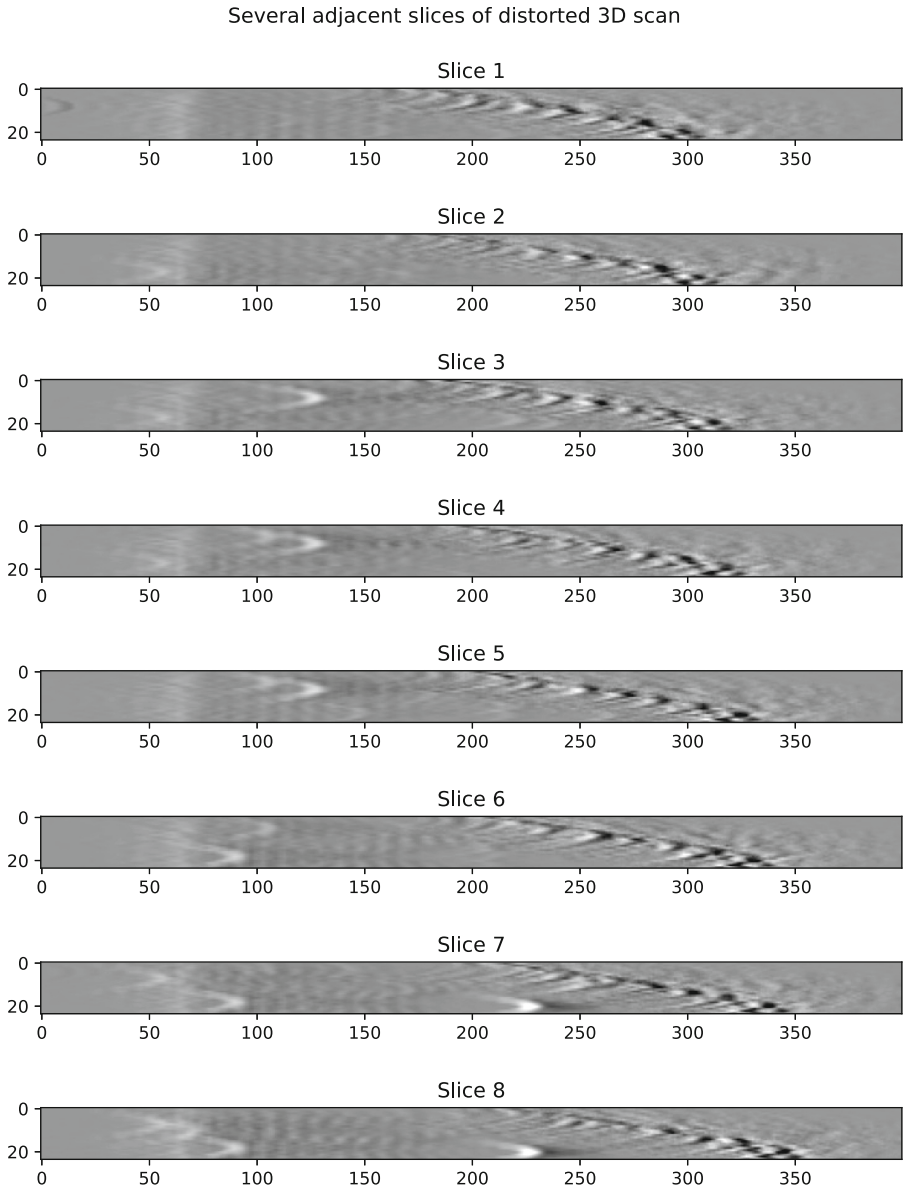 Several adjacent slices of distorted 3D scan
Slice 1
0
20
0 50 100 150 200 250 300 350
Slice 2
0
20
0 50 100 150 200 250 300 350
Slice 3
0
20
0 50 100 150 200 250 300 350
Slice 4
0
20
0 50 100 150 200 250 300 350
Slice 5
0
20
0 50 100 150 200 250 300 350
Slice 6
0
20
0 50 100 150 200 250 300 350
Slice 7
0
20
0 50 100 150 200 250 300 350
Slice 8
0
20
0 50 100 150 200 250 300 350